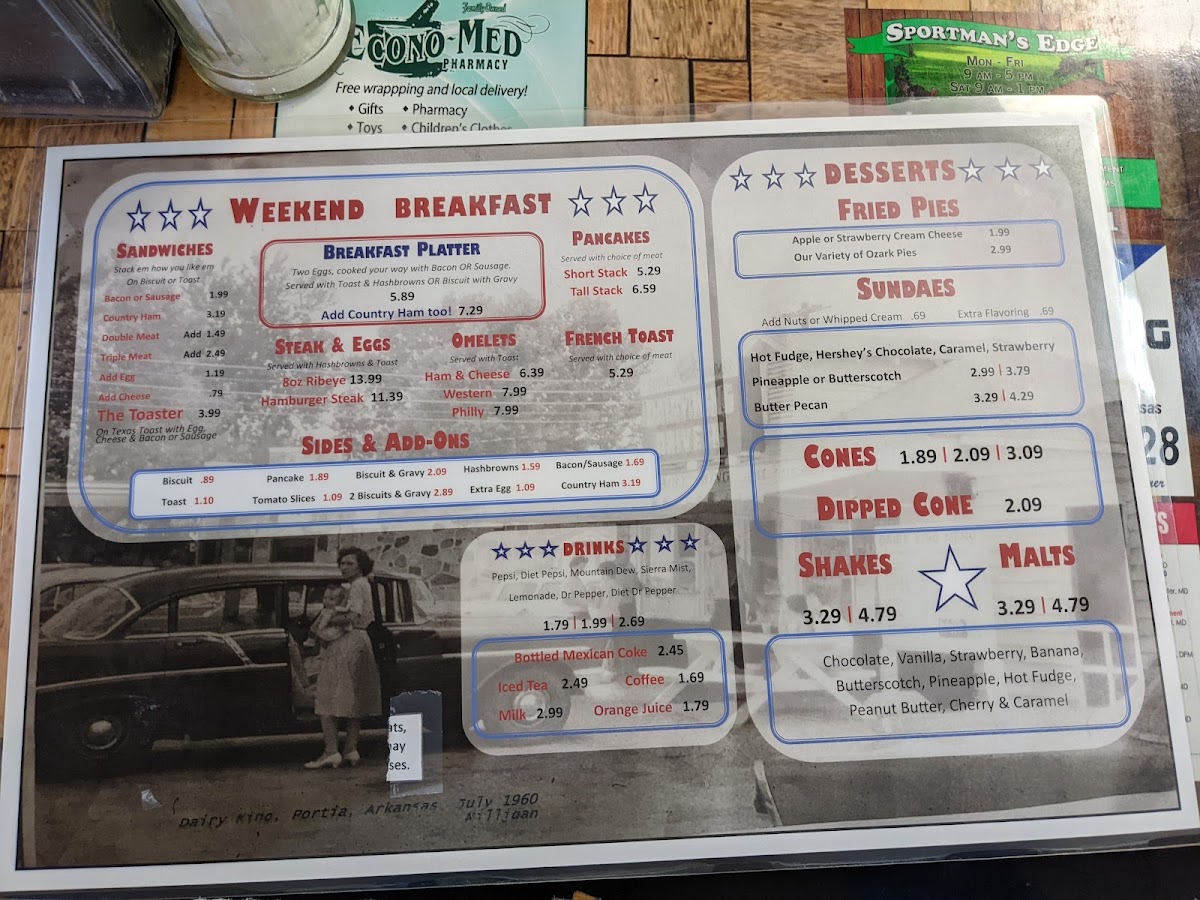 Family Owned
ECONO-MED
PHARMACY
Free wrappping and local delivery!
• Gifts • Pharmacy
• Toys • Children's Clothes
SPORTMAN'S EDGE
MON - FRI
9 AM - 5 PM
SAT 9 AM - 1 PM
WEEKEND BREAKFAST
SANDWICHES
Stack em how you like em
On Biscuit or Toast
Bacon or Sausage 1.99
Country Ham 3.19
Double Meat Add 1.49
Triple Meat Add 2.49
Add Egg 1.19
Add Cheese .79
The Toaster 3.99
On Texas Toast with Egg,
Cheese & Bacon or Sausage
BREAKFAST PLATTER
Two Eggs, cooked your way with Bacon OR Sausage.
Served with Toast & Hashbrowns OR Biscuit with Gravy
5.89
Add Country Ham too! 7.29
PANCAKES
Served with choice of meat
Short Stack 5.29
Tall Stack 6.59
STEAK & EGGS
Served with Hashbrowns & Toast
8oz Ribeye 13.99
Hamburger Steak 11.39
OMELETS
Served with Toast
Ham & Cheese 6.39
Western 7.99
Philly 7.99
FRENCH TOAST
Served with choice of meat
5.29
SIDES & ADD-ONS
Biscuit .89 Pancake 1.89 Biscuit & Gravy 2.09 Hashbrowns 1.59 Bacon/Sausage 1.69
Toast 1.10 Tomato Slices 1.09 2 Biscuits & Gravy 2.89 Extra Egg 1.09 Country Ham 3.19
DRINKS
Pepsi, Diet Pepsi, Mountain Dew, Sierra Mist,
Lemonade, Dr Pepper, Diet Dr Pepper
1.79 | 1.99 | 2.69
Bottled Mexican Coke 2.45
Iced Tea 2.49 Coffee 1.69
Milk 2.99 Orange Juice 1.79
DESSERTS
FRIED PIES
Apple or Strawberry Cream Cheese 1.99
Our Variety of Ozark Pies 2.99
SUNDAES
Add Nuts or Whipped Cream .69 Extra Flavoring .69
Hot Fudge, Hershey's Chocolate, Caramel, Strawberry
Pineapple or Butterscotch 2.99 | 3.79
Butter Pecan 3.29 | 4.29
CONES 1.89 | 2.09 | 3.09
DIPPED CONE 2.09
SHAKES MALTS
3.29 | 4.79 3.29 | 4.79
Chocolate, Vanilla, Strawberry, Banana,
Butterscotch, Pineapple, Hot Fudge,
Peanut Butter, Cherry & Caramel
ats,
ay
ses.
Dairy King, Portia, Arkansas July 1960
Milligan
G
sas
28
S